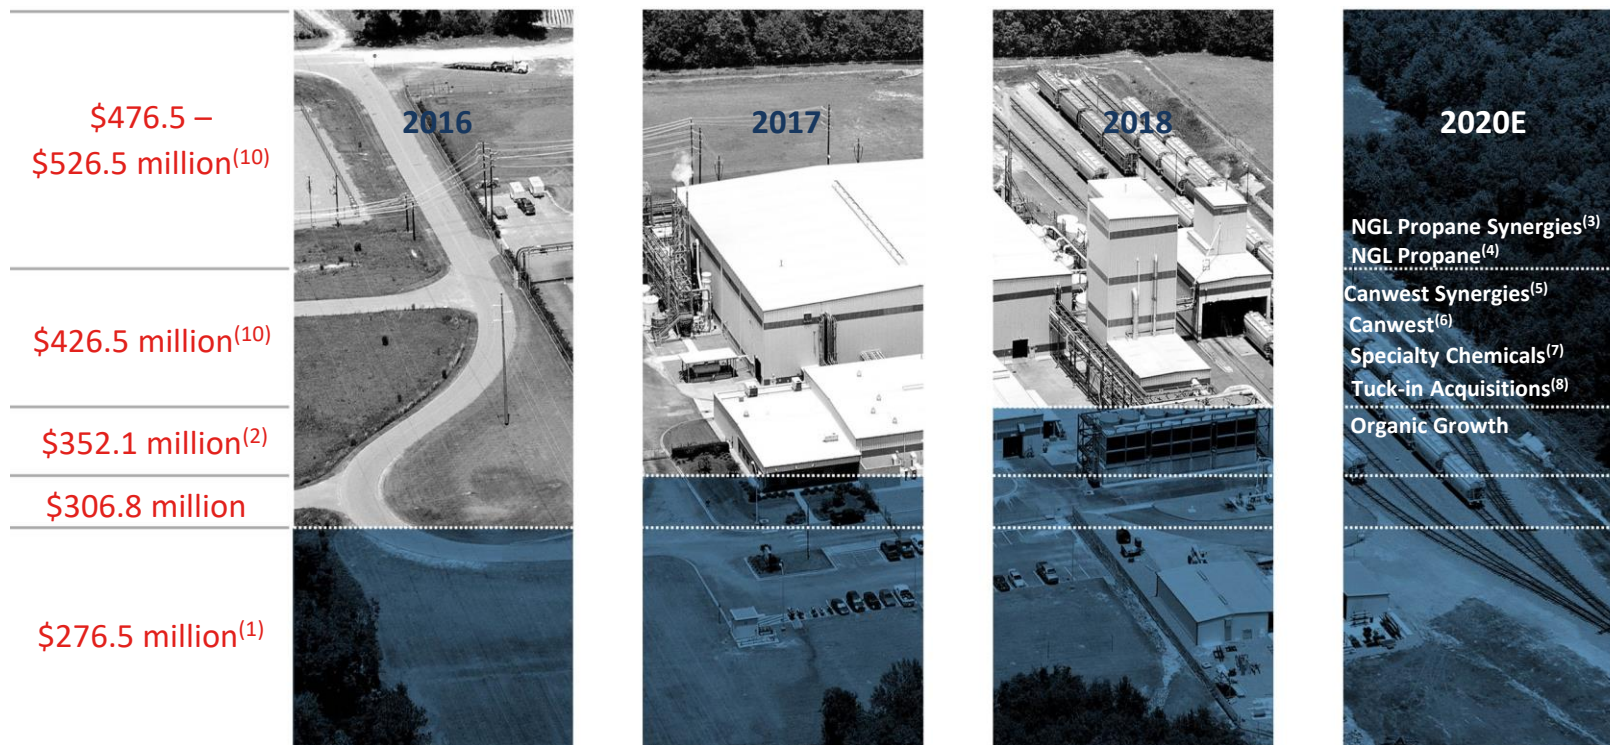 $476.5 –
$526.5 million(10)
$426.5 million(10)
$352.1 million(2)
$306.8 million
$276.5 million(1)
2016
2017
2018
2020E
NGL Propane Synergies(3)
NGL Propane(4)
Canwest Synergies(5)
Canwest(6)
Specialty Chemicals(7)
Tuck-in Acquisitions(8)
Organic Growth